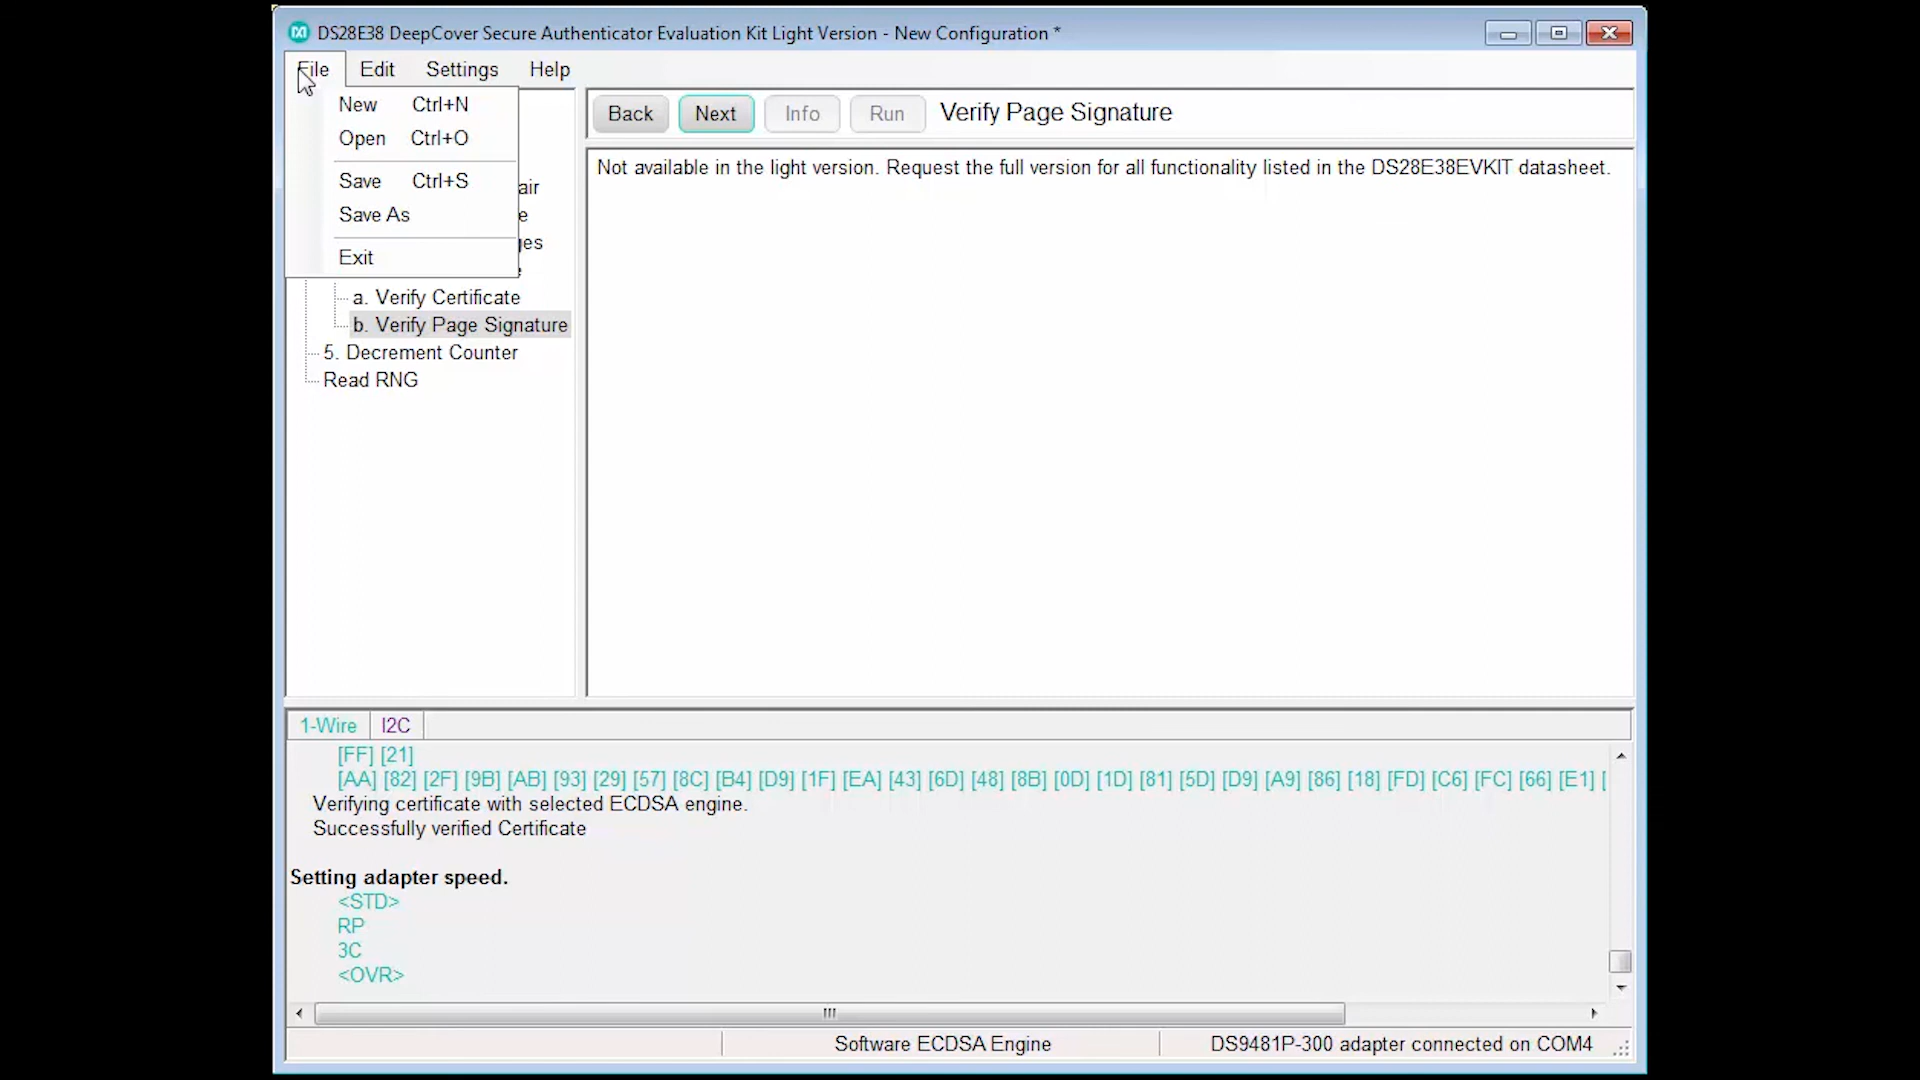 DS28E38 DeepCover Secure Authenticator Evaluation Kit Light Version - New Configuration *
File Edit Settings Help
New Ctrl+N
Open Ctrl+O
Save Ctrl+S
Save As
Exit
air
e
ges
a. Verify Certificate
b. Verify Page Signature
5. Decrement Counter
Read RNG
Back Next Info Run Verify Page Signature
Not available in the light version. Request the full version for all functionality listed in the DS28E38EVKIT datasheet.
1-Wire I2C
[FF] [21]
[AA] [82] [2F] [9B] [AB] [93] [29] [57] [8C] [B4] [D9] [1F] [EA] [43] [6D] [48] [8B] [0D] [1D] [81] [5D] [D9] [A9] [86] [18] [FD] [C6] [FC] [66] [E1] [
Verifying certificate with selected ECDSA engine.
Successfully verified Certificate
Setting adapter speed.
<STD>
RP
3C
<OVR>
Software ECDSA Engine DS9481P-300 adapter connected on COM4